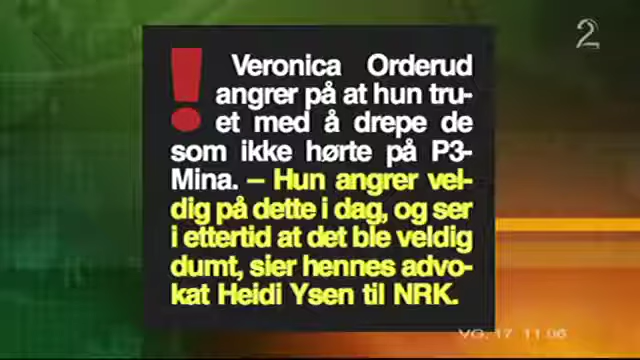 2
! Veronica Orderud
angrer på at hun tru-
et med å drepe de
som ikke hørte på P3-
Mina. – Hun angrer vel-
dig på dette i dag, og ser
i ettertid at det ble veldig
dumt, sier hennes advo-
kat Heidi Ysen til NRK.
VG, 17. 11.06